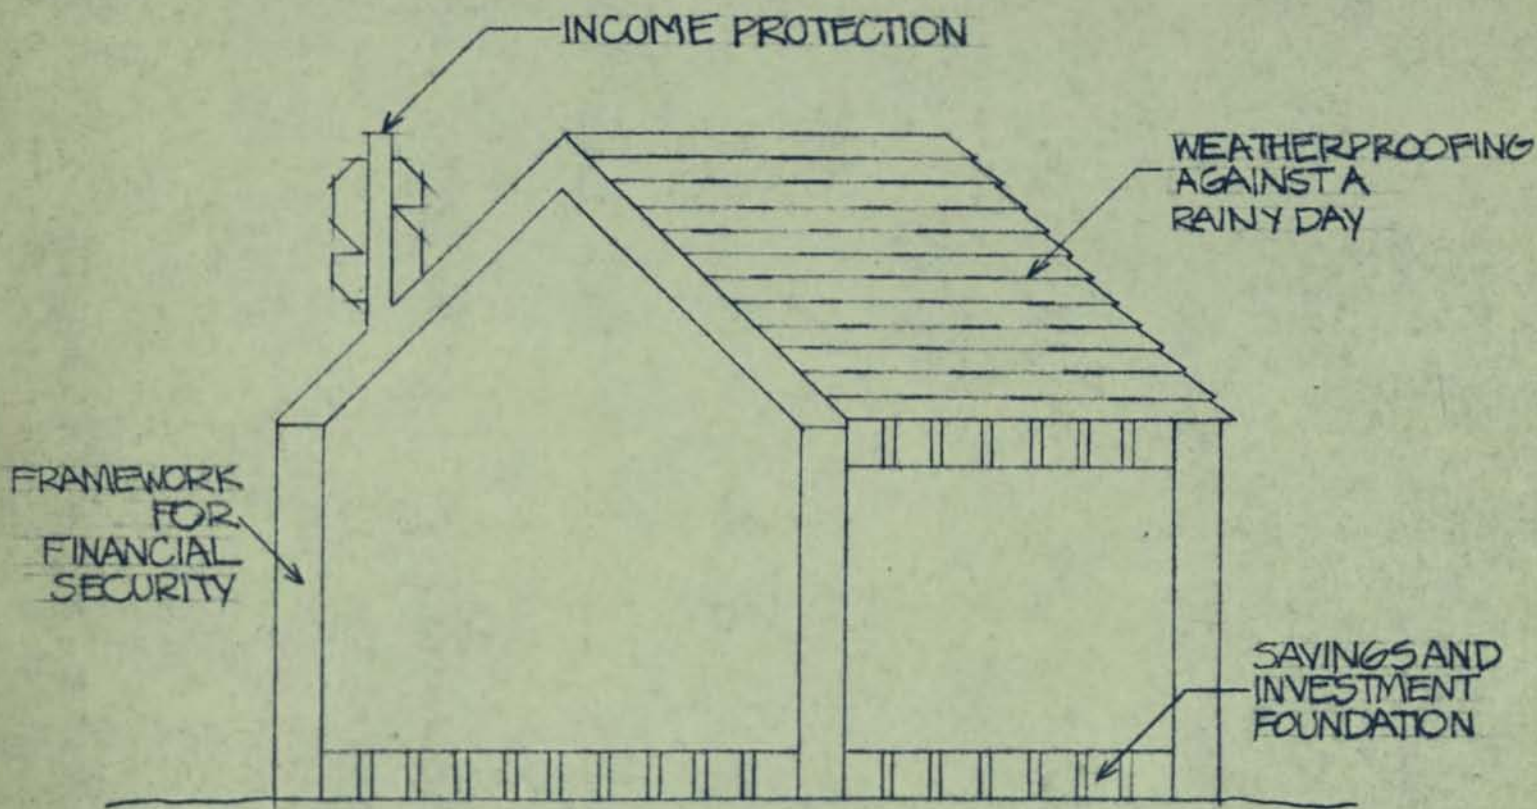 INCOME PROTECTION
WEATHERPROOFING
AGAINST A
RAINY DAY
FRAMEWORK
FOR
FINANCIAL
SECURITY
SAVINGS AND
INVESTMENT
FOUNDATION